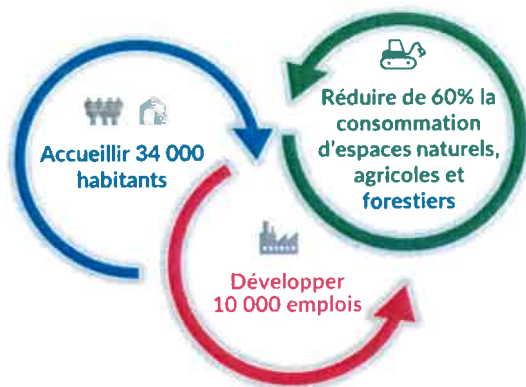 Accueillir 34 000
habitants
Réduire de 60% la
consommation
d'espaces naturels,
agricoles et
forestiers
Développer
10 000 emplois